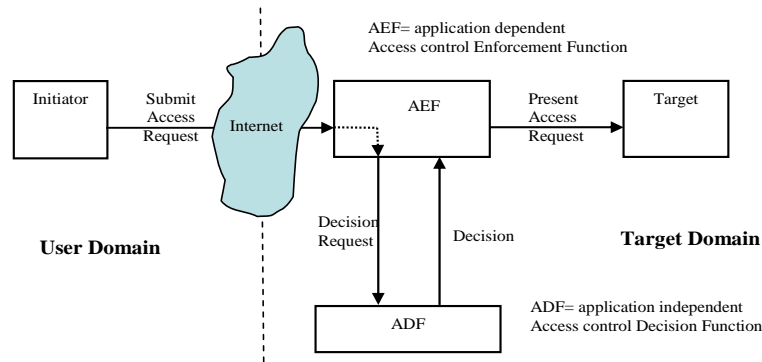 AEF= application dependent
Access control Enforcement Function
Initiator
Submit
Access
Request
Internet
AEF
Present
Access
Request
Target
Decision
Request
Decision
User Domain
Target Domain
ADF
ADF= application independent
Access control Decision Function